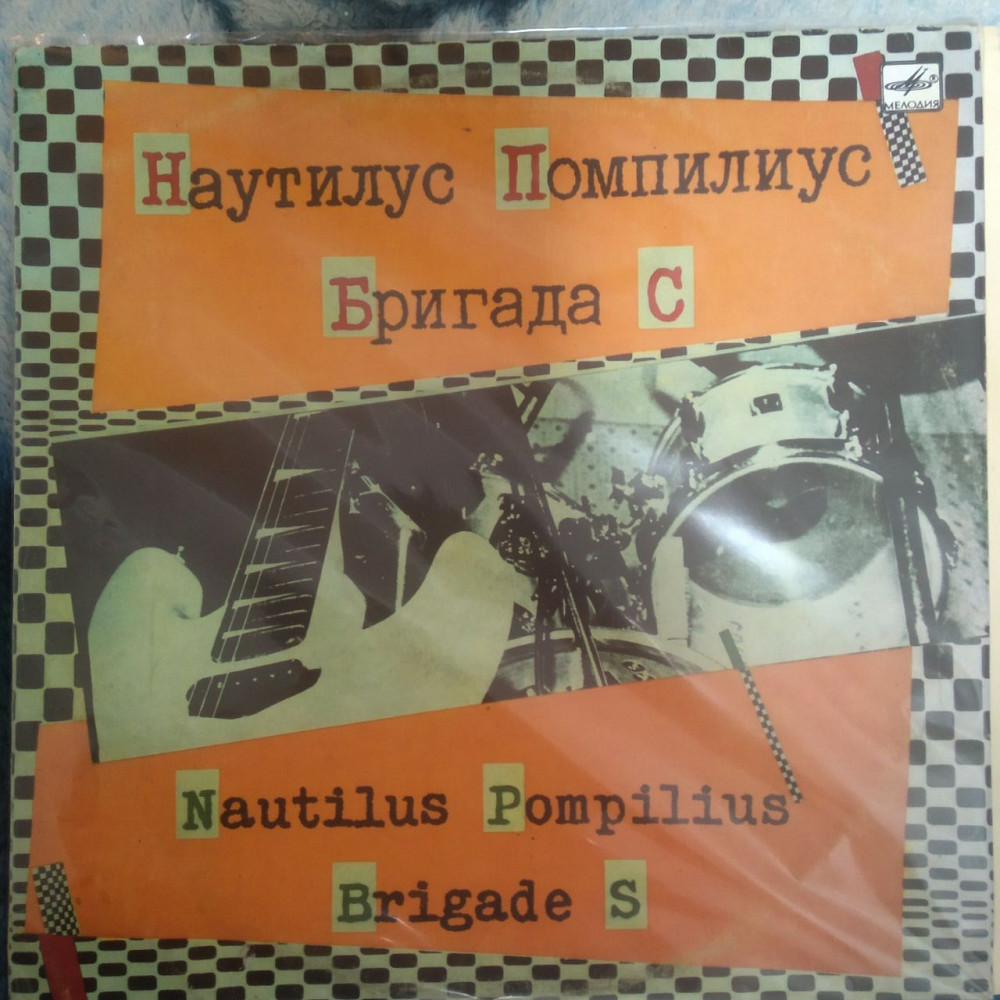 МЕЛОДИЯ
Наутилус Помпилиус
Бригада С
Nautilus Pompilius
Brigade S